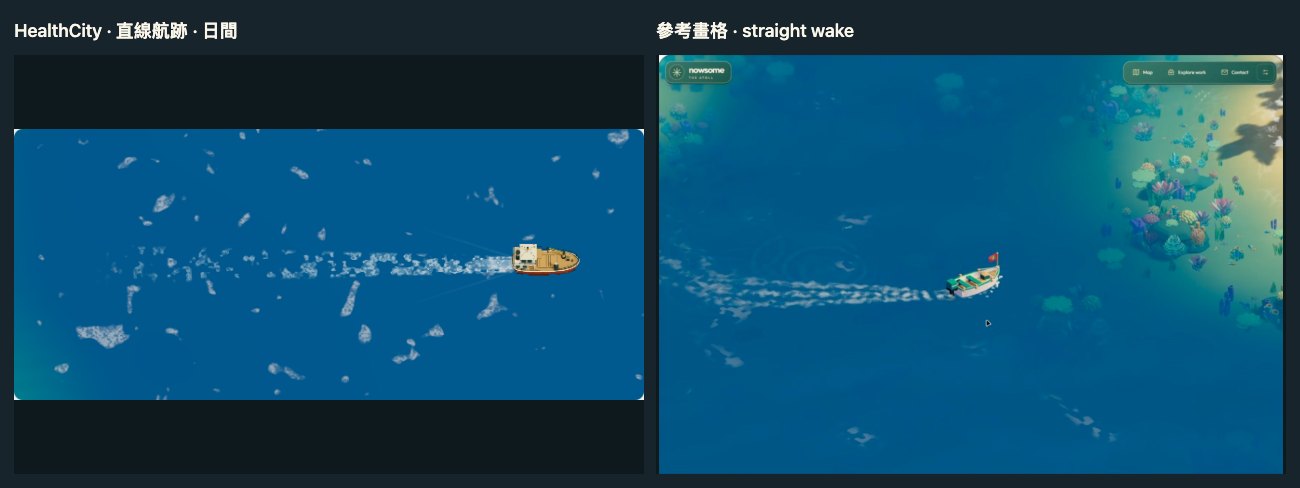 HealthCity · 直線航跡 · 日間
參考畫格 · straight wake
nowsome
THE ATOLL
Map
Explore work
Contact